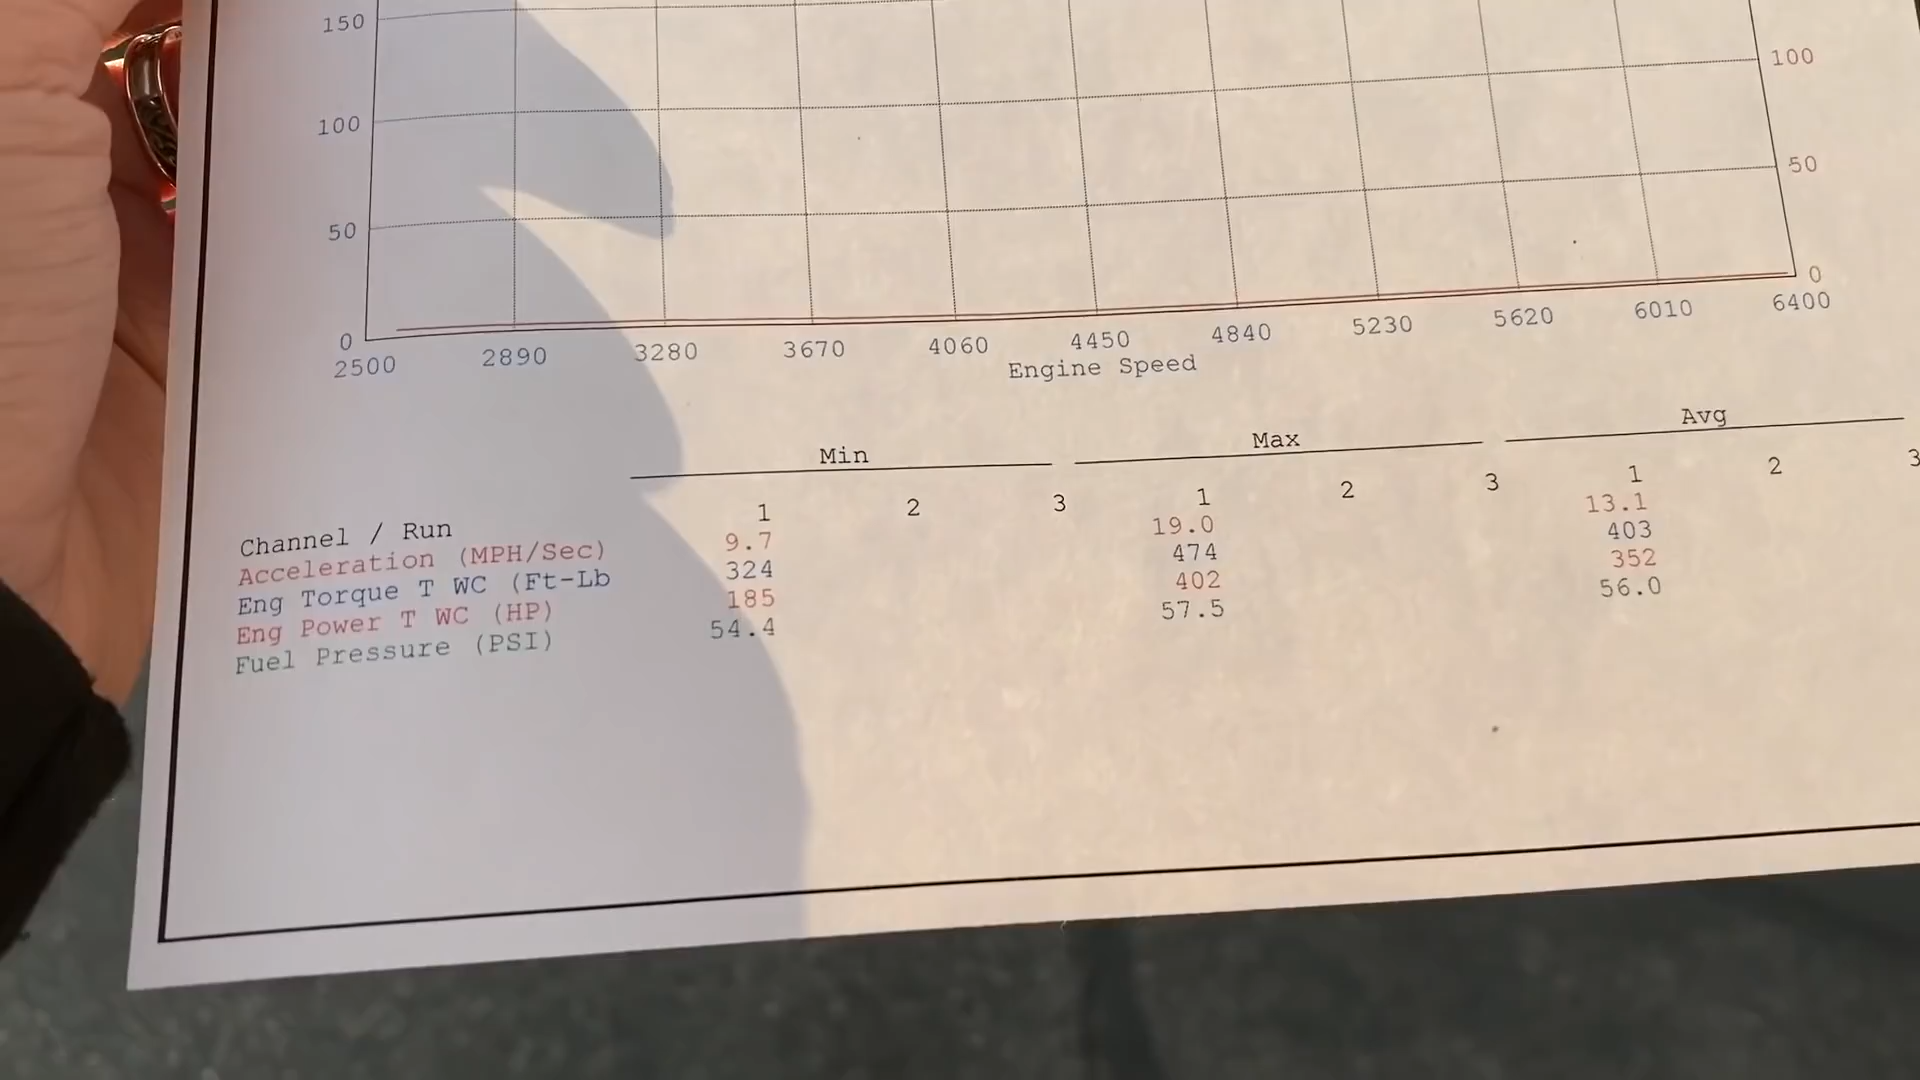 150
100
100
50
50
0
0
2500 2890 3280 3670 4060 4450 4840 5230 5620 6010 6400
Engine Speed
Min Max Avg
Channel / Run 1 2 3 1 2 3 1 2 3
Acceleration (MPH/Sec) 9.7 19.0 13.1
Eng Torque T WC (Ft-Lb 324 474 403
Eng Power T WC (HP) 185 402 352
Fuel Pressure (PSI) 54.4 57.5 56.0